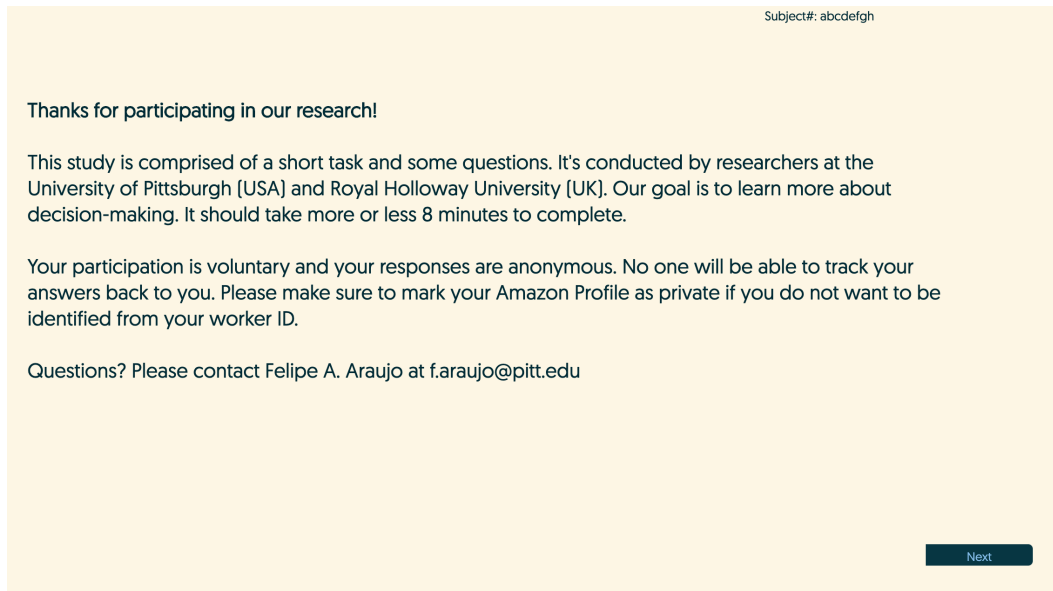 Subject#: abcdefgh
Thanks for participating in our research!
This study is comprised of a short task and some questions. It's conducted by researchers at the
University of Pittsburgh (USA) and Royal Holloway University (UK). Our goal is to learn more about
decision-making. It should take more or less 8 minutes to complete.
Your participation is voluntary and your responses are anonymous. No one will be able to track your
answers back to you. Please make sure to mark your Amazon Profile as private if you do not want to be
identified from your worker ID.
Questions? Please contact Felipe A. Araujo at f.araujo@pitt.edu
Next